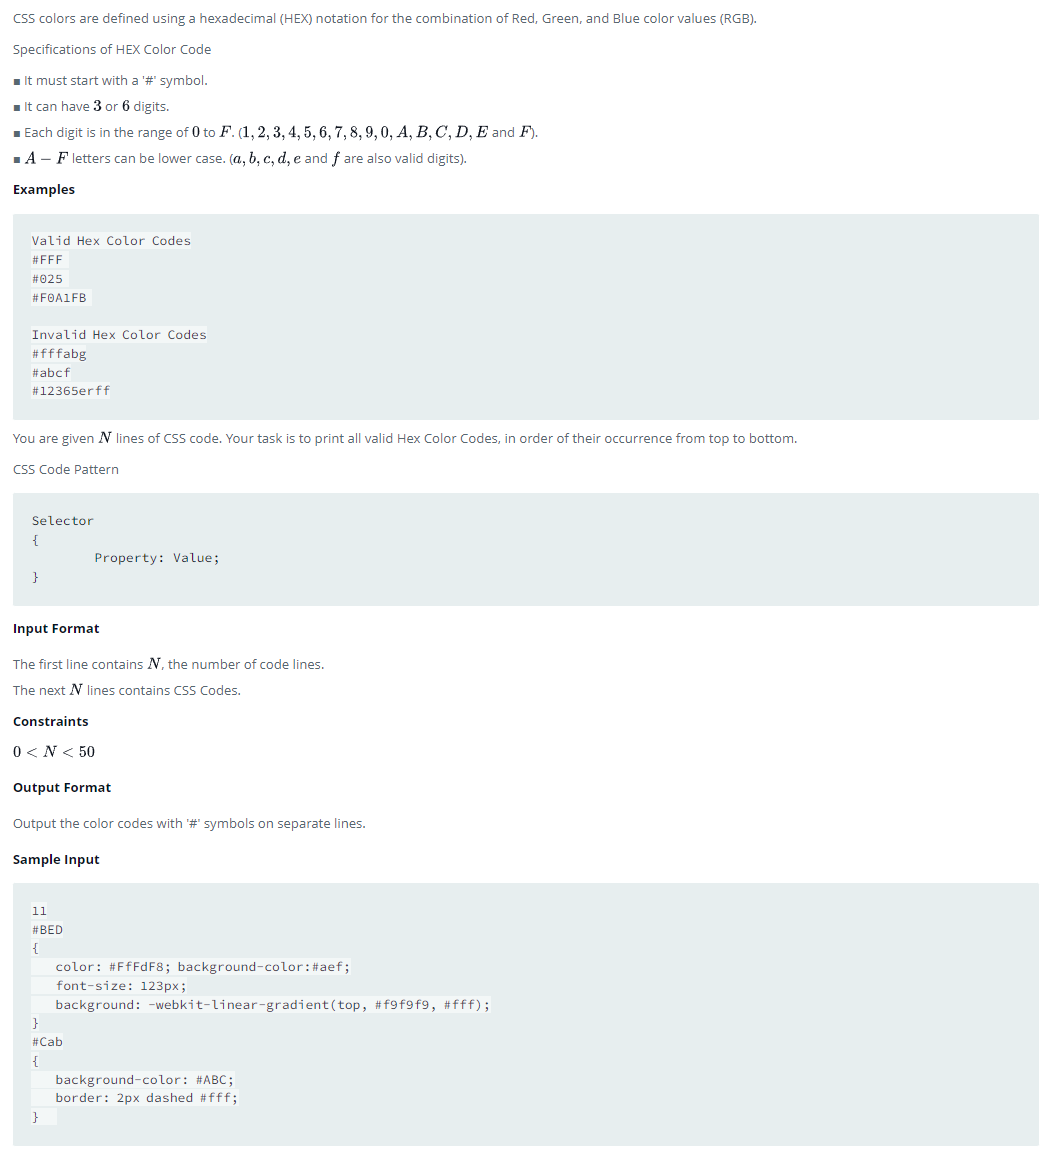 CSS colors are defined using a hexadecimal (HEX) notation for the combination of Red, Green, and Blue color values (RGB).
Specifications of HEX Color Code
■ It must start with a '#' symbol.
■ It can have 3 or 6 digits.
■ Each digit is in the range of 0 to F. (1, 2, 3, 4, 5, 6, 7, 8, 9, 0, A, B, C, D, E and F).
■ A − F letters can be lower case. (a, b, c, d, e and f are also valid digits).
Examples
Valid Hex Color Codes
#FFF
#025
#F0A1FB
Invalid Hex Color Codes
#fffabg
#abcf
#12365erff
You are given N lines of CSS code. Your task is to print all valid Hex Color Codes, in order of their occurrence from top to bottom.
CSS Code Pattern
Selector
{
Property: Value;
}
Input Format
The first line contains N, the number of code lines.
The next N lines contains CSS Codes.
Constraints
0 < N < 50
Output Format
Output the color codes with '#' symbols on separate lines.
Sample Input
11
#BED
{
color: #FfFdF8; background-color:#aef;
font-size: 123px;
background: -webkit-linear-gradient(top, #f9f9f9, #fff);
}
#Cab
{
background-color: #ABC;
border: 2px dashed #fff;
}